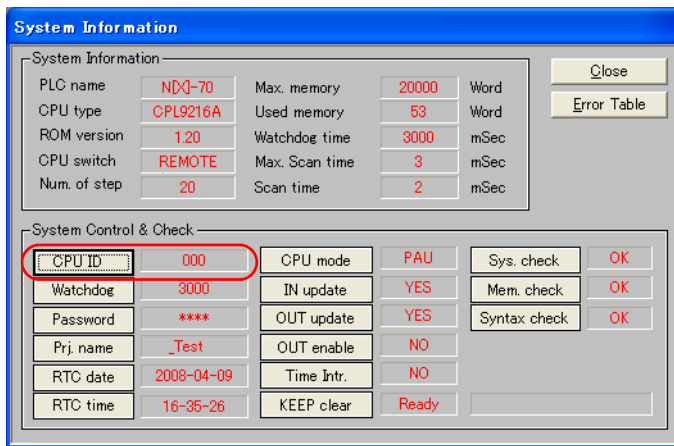 System Information
System Information
PLC name N[X]-70 Max. memory 20000 Word Close
CPU type CPL9216A Used memory 53 Word Error Table
ROM version 1.20 Watchdog time 3000 mSec
CPU switch REMOTE Max. Scan time 3 mSec
Num. of step 20 Scan time 2 mSec
System Control & Check
CPU ID 000 CPU mode PAU Sys. check OK
Watchdog 3000 IN update YES Mem. check OK
Password **** OUT update YES Syntax check OK
Prj. name _Test OUT enable NO
RTC date 2008-04-09 Time Intr. NO
RTC time 16-35-26 KEEP clear Ready